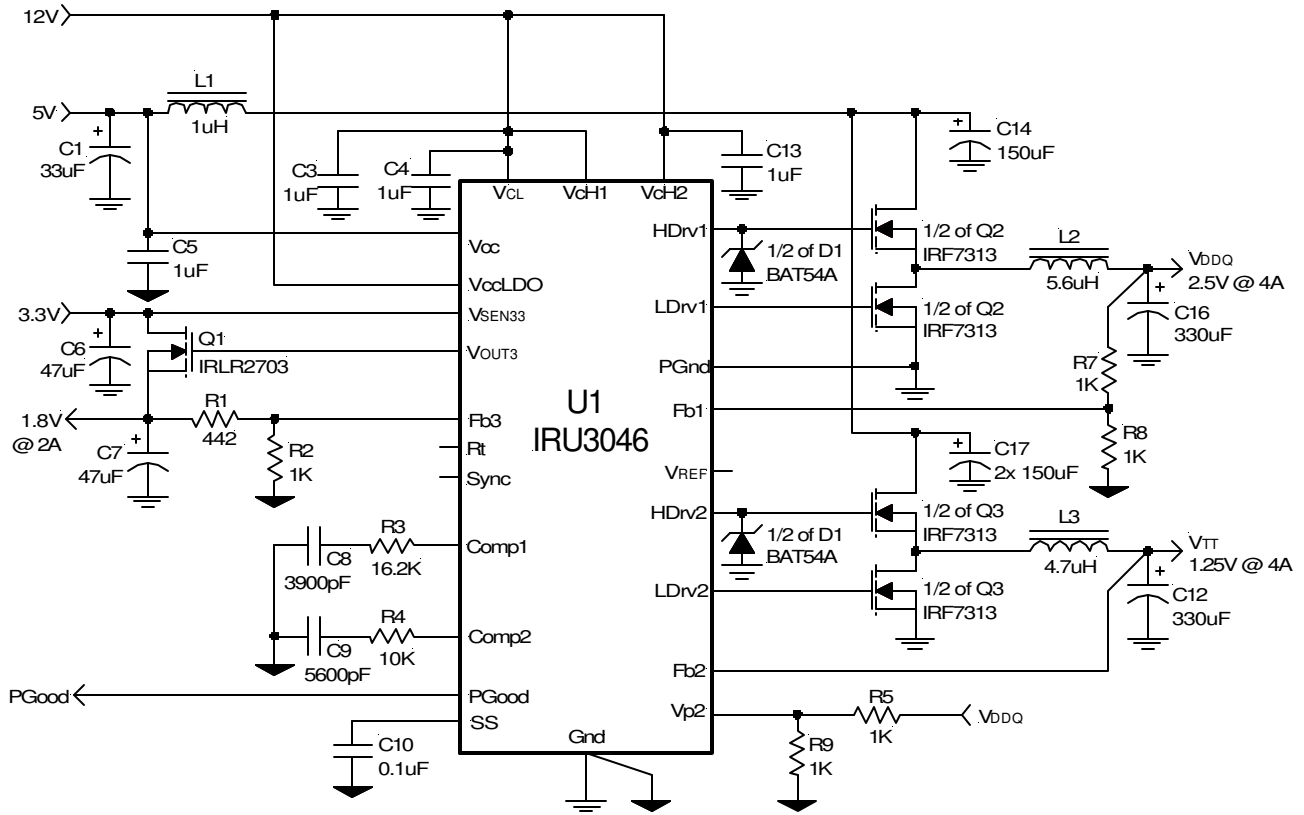 12V
5V
L1
1uH
C1
33uF
C3
1uF
C4
1uF
C13
1uF
C14
150uF
VCL
VcH1
VcH2
C5
1uF
Vcc
VccLDO
VSEN33
VOUT3
Fb3
Rt
Sync
Comp1
Comp2
PGood
SS
Gnd
U1
IRU3046
HDrv1
LDrv1
PGnd
Fb1
VREF
HDrv2
LDrv2
Fb2
Vp2
3.3V
C6
47uF
Q1
IRLR2703
1.8V
@ 2A
C7
47uF
R1
442
R2
1K
C8
3900pF
R3
16.2K
C9
5600pF
R4
10K
PGood
C10
0.1uF
1/2 of D1
BAT54A
1/2 of Q2
IRF7313
1/2 of Q2
IRF7313
L2
5.6uH
VDDQ
2.5V @ 4A
C16
330uF
R7
1K
R8
1K
C17
2x 150uF
1/2 of D1
BAT54A
1/2 of Q3
IRF7313
1/2 of Q3
IRF7313
L3
4.7uH
VTT
1.25V @ 4A
C12
330uF
R5
1K
VDDQ
R9
1K